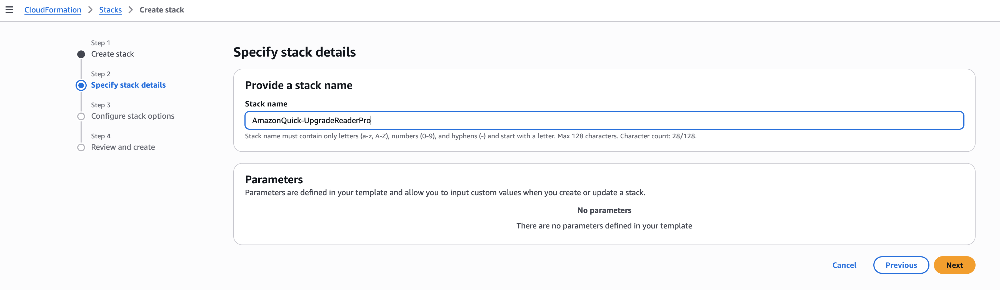 CloudFormation > Stacks > Create stack
Step 1
Create stack
Step 2
Specify stack details
Step 3
Configure stack options
Step 4
Review and create
Specify stack details
Provide a stack name
Stack name
AmazonQuick-UpgradeReaderPro
Stack name must contain only letters (a-z, A-Z), numbers (0-9), and hyphens (-) and start with a letter. Max 128 characters. Character count: 28/128.
Parameters
Parameters are defined in your template and allow you to input custom values when you create or update a stack.
No parameters
There are no parameters defined in your template
Cancel Previous Next